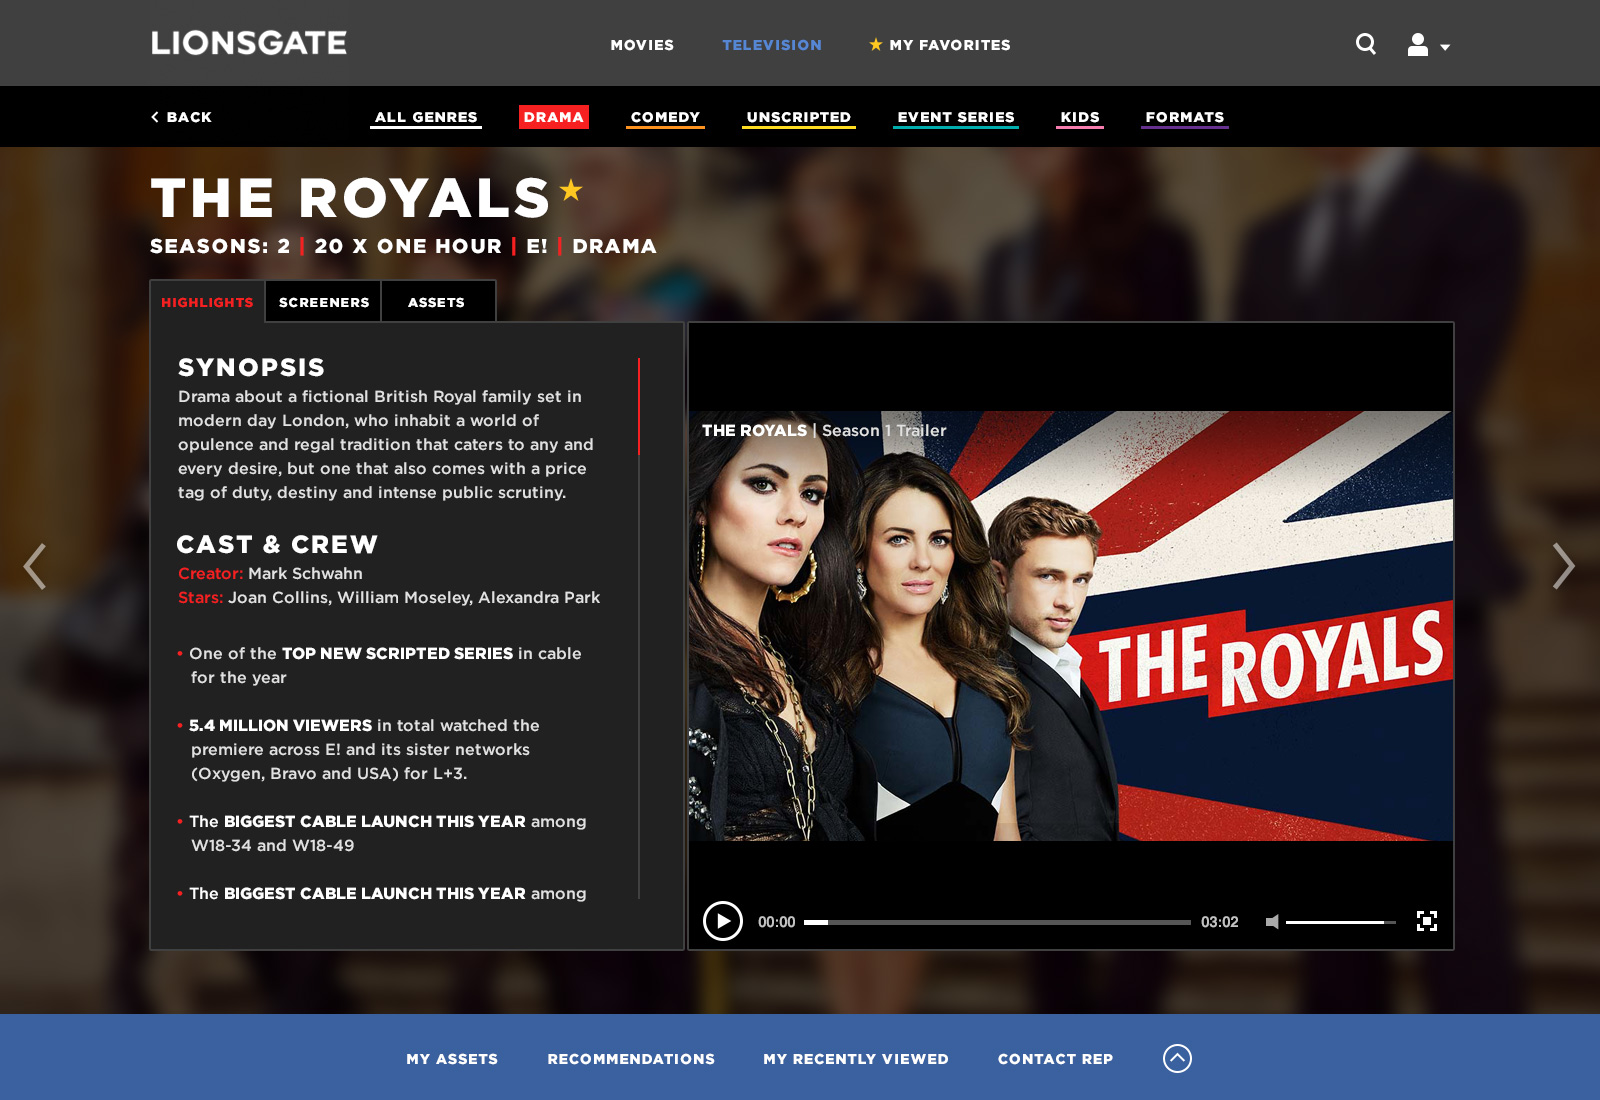 LIONSGATE
MOVIES
TELEVISION
MY FAVORITES
BACK
ALL GENRES
DRAMA
COMEDY
UNSCRIPTED
EVENT SERIES
KIDS
FORMATS
THE ROYALS
SEASONS: 2 | 20 X ONE HOUR | E! | DRAMA
HIGHLIGHTS
SCREENERS
ASSETS
SYNOPSIS
Drama about a fictional British Royal family set in
modern day London, who inhabit a world of
opulence and regal tradition that caters to any and
every desire, but one that also comes with a price
tag of duty, destiny and intense public scrutiny.
CAST & CREW
Creator: Mark Schwahn
Stars: Joan Collins, William Moseley, Alexandra Park
• One of the TOP NEW SCRIPTED SERIES in cable
for the year
• 5.4 MILLION VIEWERS in total watched the
premiere across E! and its sister networks
(Oxygen, Bravo and USA) for L+3.
• The BIGGEST CABLE LAUNCH THIS YEAR among
W18-34 and W18-49
• The BIGGEST CABLE LAUNCH THIS YEAR among
THE ROYALS | Season 1 Trailer
THE ROYALS
00:00
03:02
MY ASSETS
RECOMMENDATIONS
MY RECENTLY VIEWED
CONTACT REP